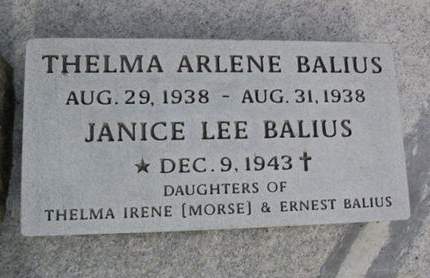 THELMA ARLENE BALIUS
AUG. 29, 1938 - AUG. 31, 1938
JANICE LEE BALIUS
★ DEC. 9, 1943 ✝
DAUGHTERS OF
THELMA IRENE (MORSE) & ERNEST BALIUS